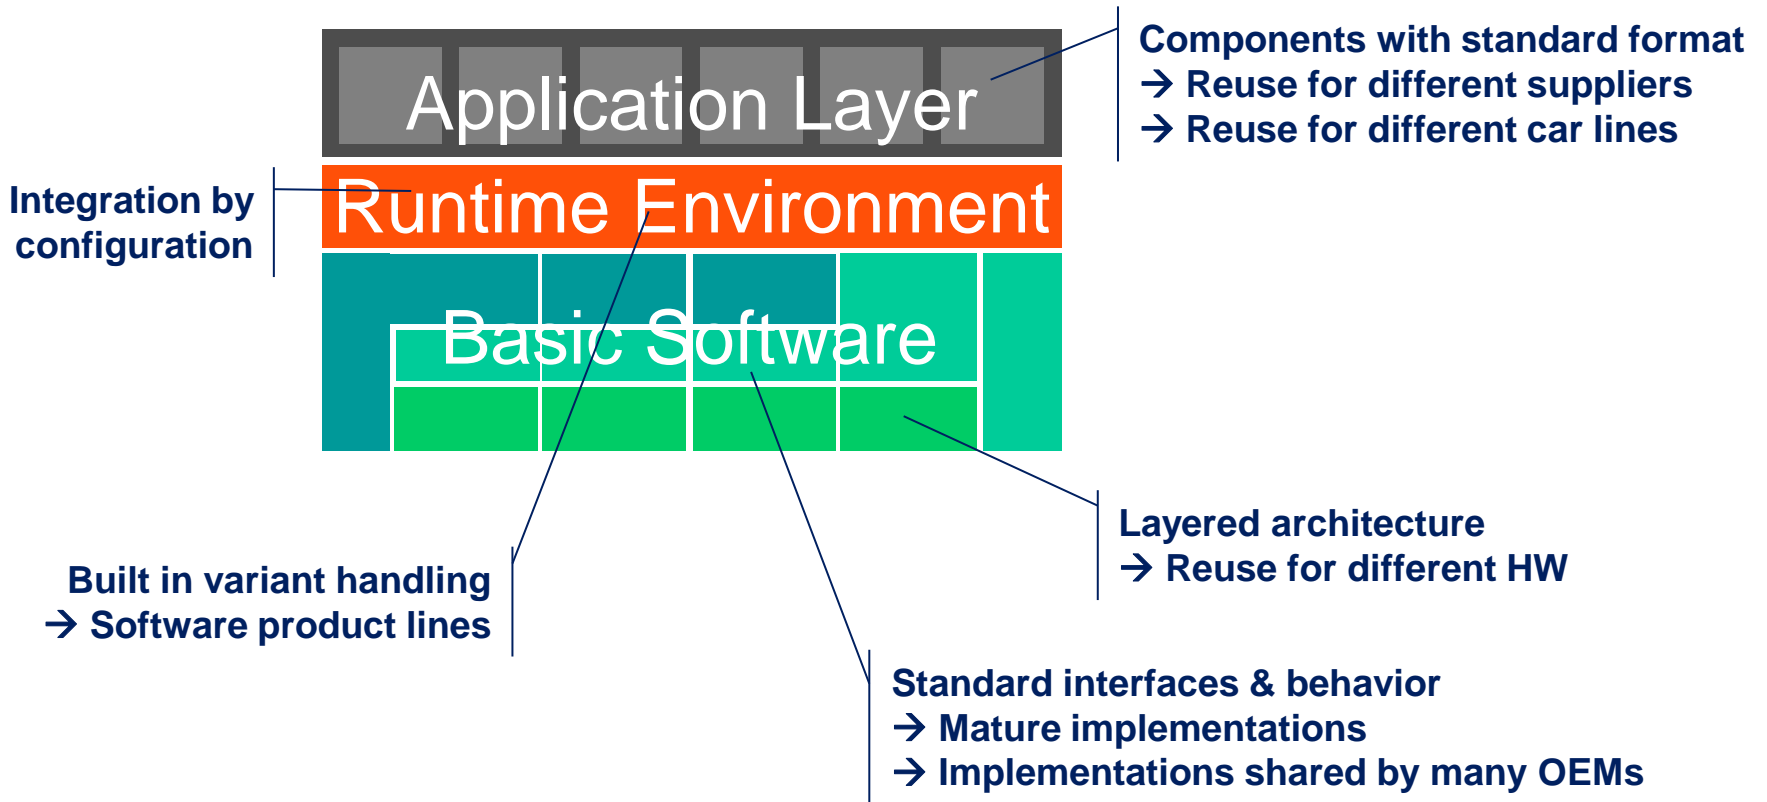 Application Layer
Components with standard format
→ Reuse for different suppliers
→ Reuse for different car lines
Integration by
configuration
Runtime Environment
Basic Software
Layered architecture
→ Reuse for different HW
Built in variant handling
→ Software product lines
Standard interfaces & behavior
→ Mature implementations
→ Implementations shared by many OEMs